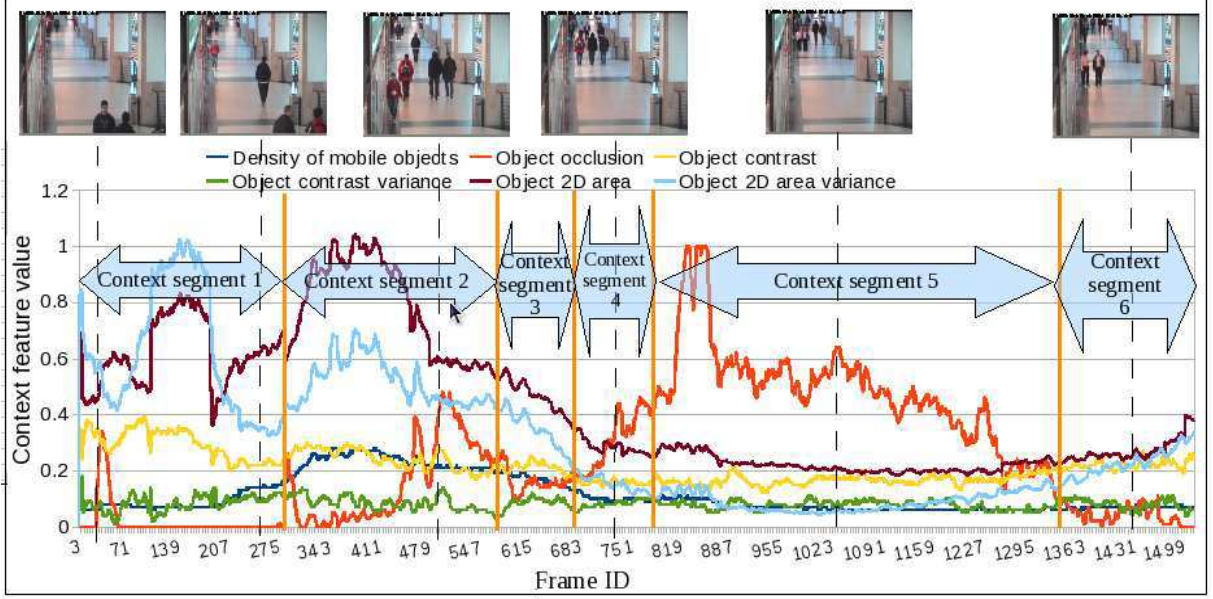 Density of mobile objects Object occlusion Object contrast
Object contrast variance Object 2D area Object 2D area variance
Context feature value
1.2
1
0.8
0.6
0.4
0.2
0
Context segment 1
Context segment 2
Context
segment
3
Context
segment
4
Context segment 5
Context
segment
6
3 71 139 207 275 343 411 479 547 615 683 751 819 887 955 1023 1091 1159 1227 1295 1363 1431 1499
Frame ID